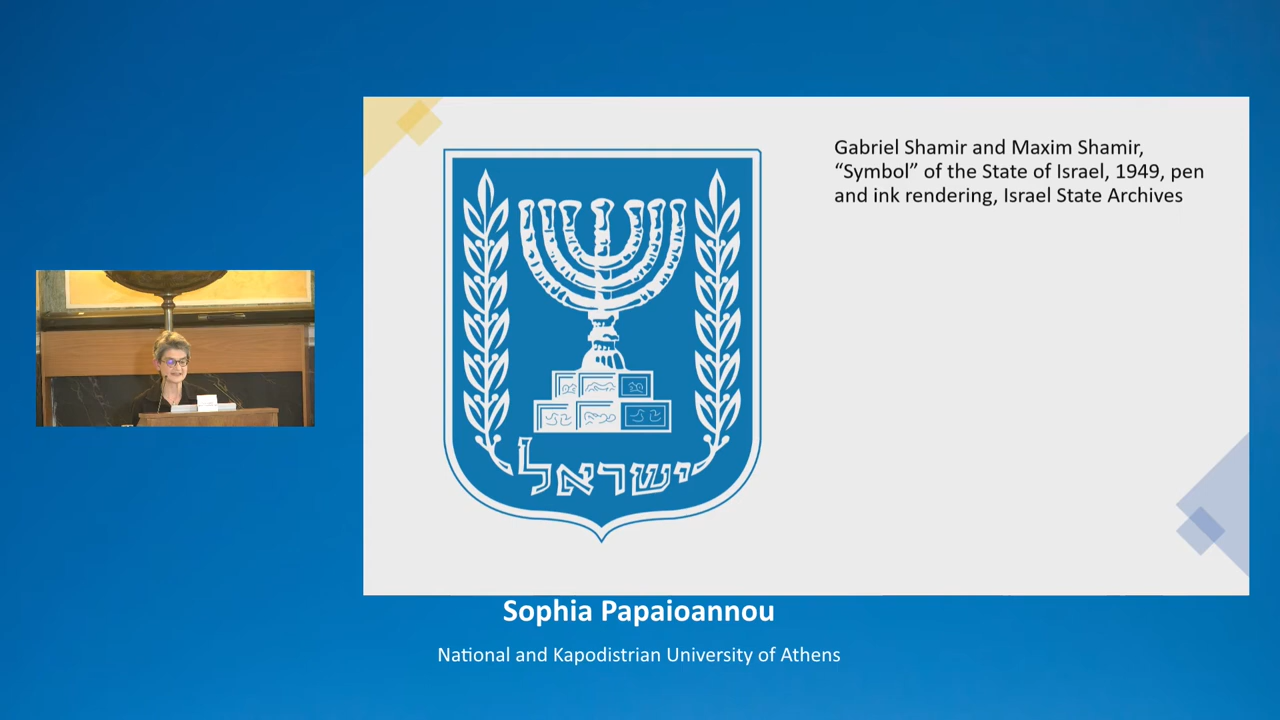 Gabriel Shamir and Maxim Shamir,
“Symbol” of the State of Israel, 1949, pen
and ink rendering, Israel State Archives
ישראל
Sophia Papaioannou
National and Kapodistrian University of Athens